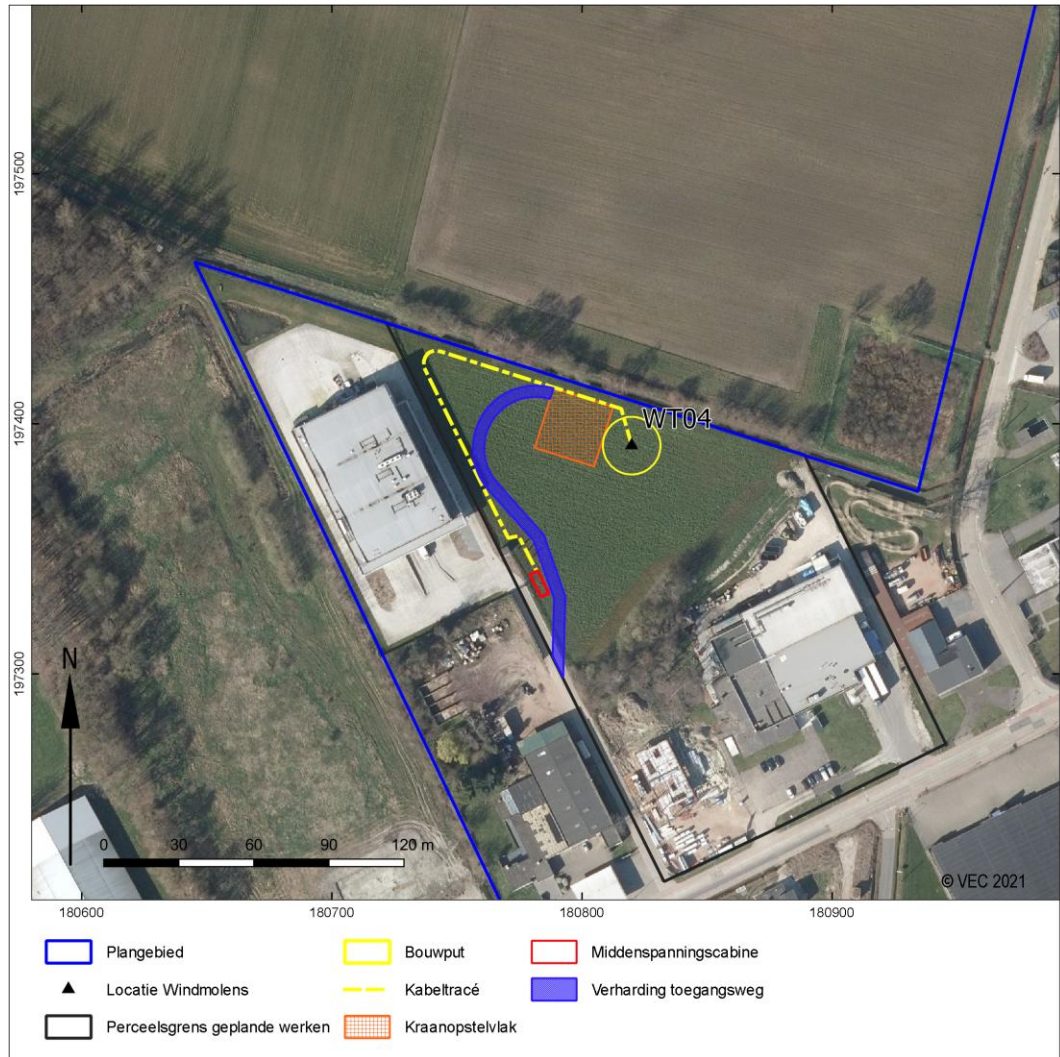 197500
197400
197300
WT04
N
0 30 60 90 120 m
© VEC 2021
180600 180700 180800 180900
Plangebied
Bouwput
Middenspanningscabine
Locatie Windmolens
Kabeltracé
Verharding toegangsweg
Perceelsgrens geplande werken
Kraanopstelvlak